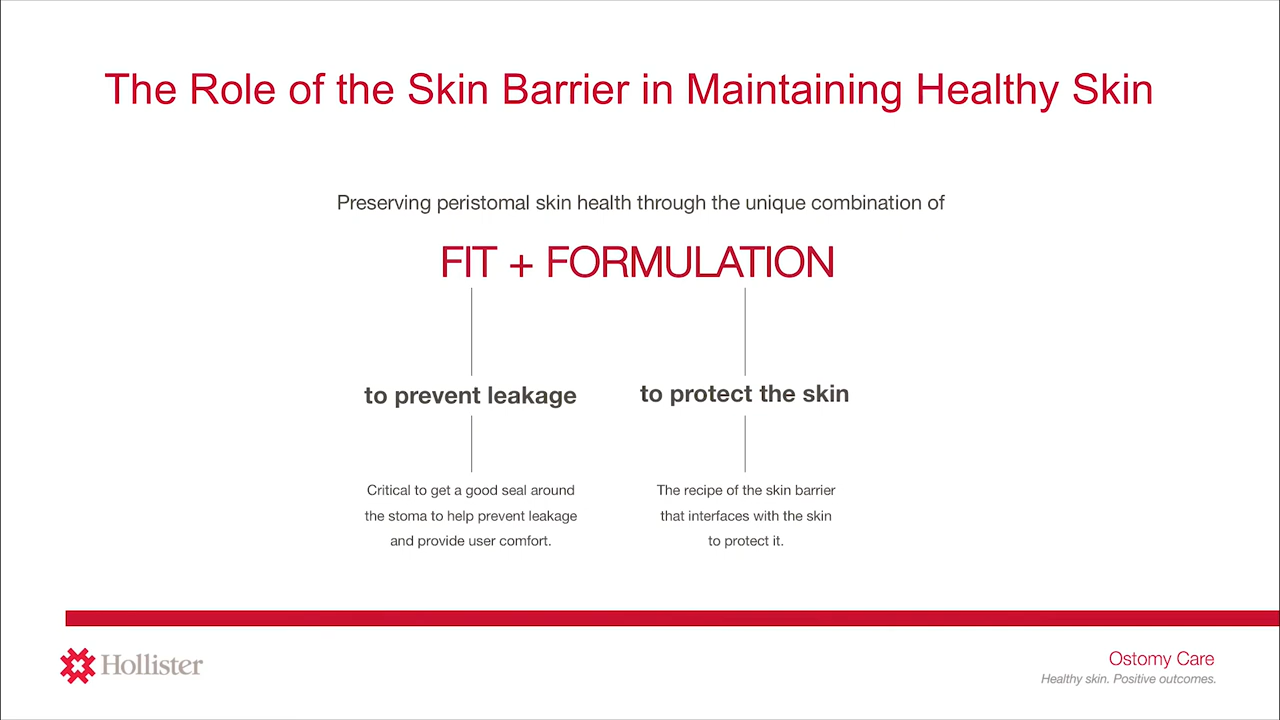 The Role of the Skin Barrier in Maintaining Healthy Skin
Preserving peristomal skin health through the unique combination of
FIT + FORMULATION
to prevent leakage
Critical to get a good seal around
the stoma to help prevent leakage
and provide user comfort.
to protect the skin
The recipe of the skin barrier
that interfaces with the skin
to protect it.
Hollister
Ostomy Care
Healthy skin. Positive outcomes.